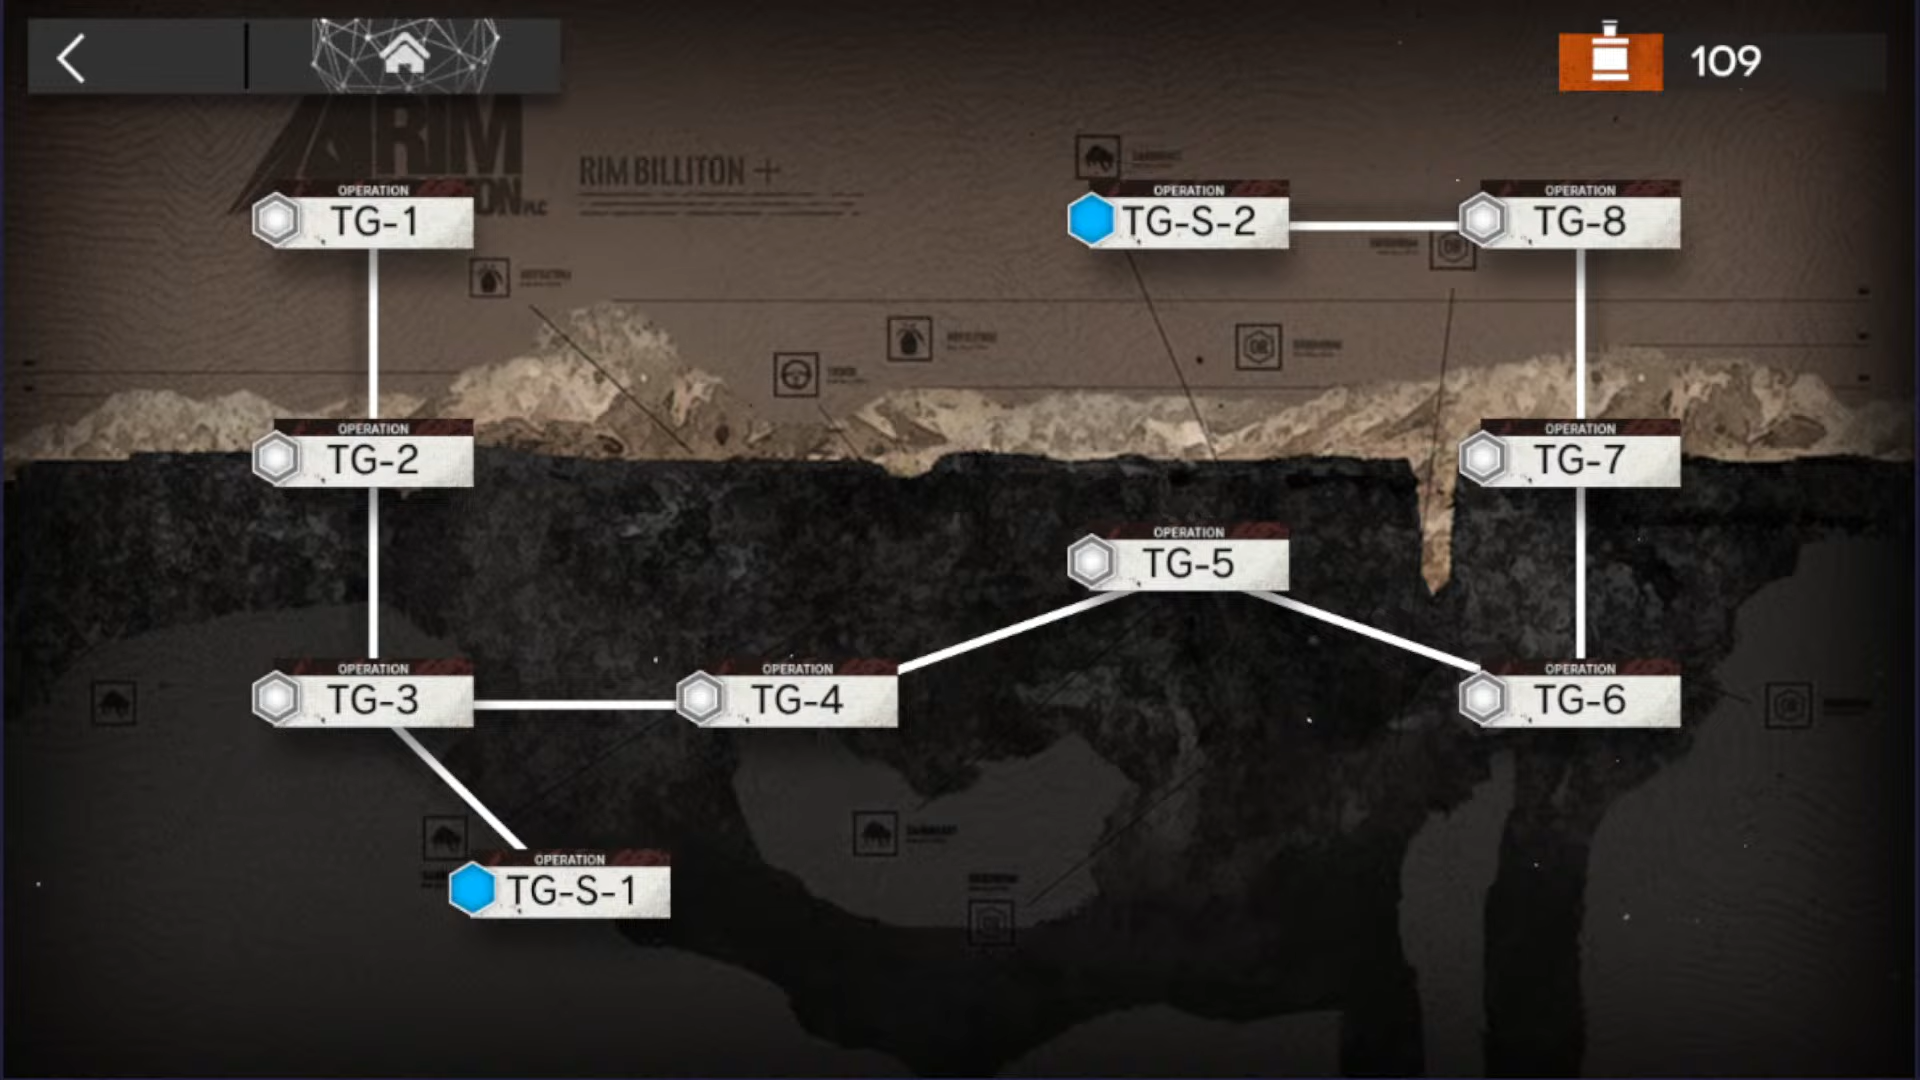 109
RIM
RIM BILLITON
OPERATION
TG-1
OPERATION
TG-S-2
OPERATION
TG-8
OPERATION
TG-2
OPERATION
TG-7
OPERATION
TG-5
OPERATION
TG-3
OPERATION
TG-4
OPERATION
TG-6
OPERATION
TG-S-1